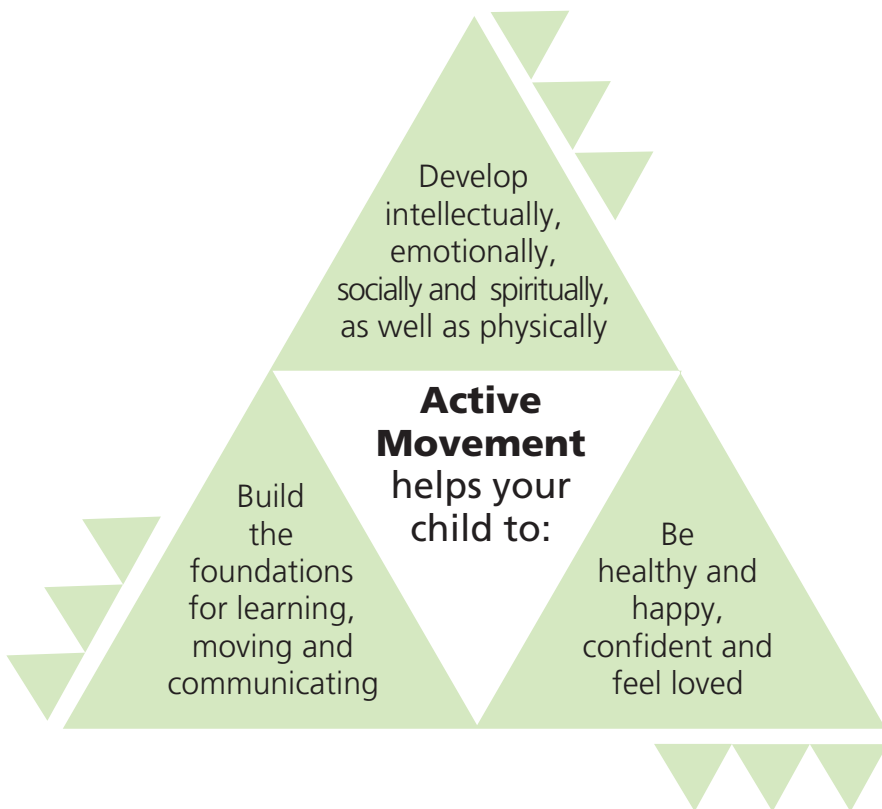 Develop
intellectually,
emotionally,
socially and spiritually,
as well as physically
Active
Movement
helps your
child to:
Build
the
foundations
for learning,
moving and
communicating
Be
healthy and
happy,
confident and
feel loved